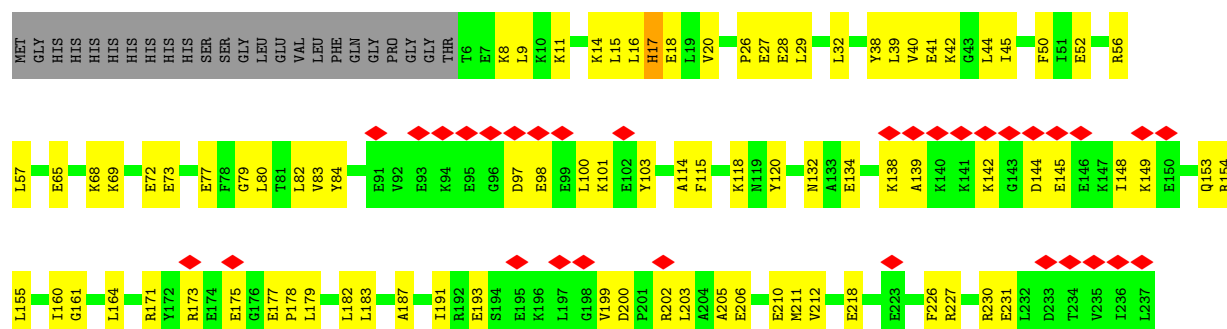 MET GLY HIS HIS HIS HIS HIS HIS HIS HIS SER SER GLY LEU GLU VAL LEU PHE GLN GLY PRO GLY GLY THR T6 E7 K8 L9 K10 K11 K14 L15 L16 H17 E18 L19 V20 P26 E27 E28 L29 L32 Y38 L39 V40 E41 K42 G43 L44 I45 F50 I51 E52 R56
L57 E65 K68 K69 E72 E73 E77 F78 G79 L80 T81 L82 V83 Y84 E91 V92 E93 K94 E95 G96 D97 E98 E99 L100 K101 E102 Y103 A114 F115 K118 N119 Y120 N132 A133 E134 K138 A139 K140 K141 K142 G143 D144 E145 E146 K147 I148 K149 E150 Q153 R154
L155 I160 G161 L164 R171 Y172 R173 E174 E175 G176 E177 P178 L179 L182 L183 A187 I191 R192 E193 S194 E195 K196 L197 G198 V199 D200 P201 R202 L203 A204 A205 E206 E210 M211 V212 E218 E223 F226 R227 R230 E231 L232 D233 T234 V235 I236 L237